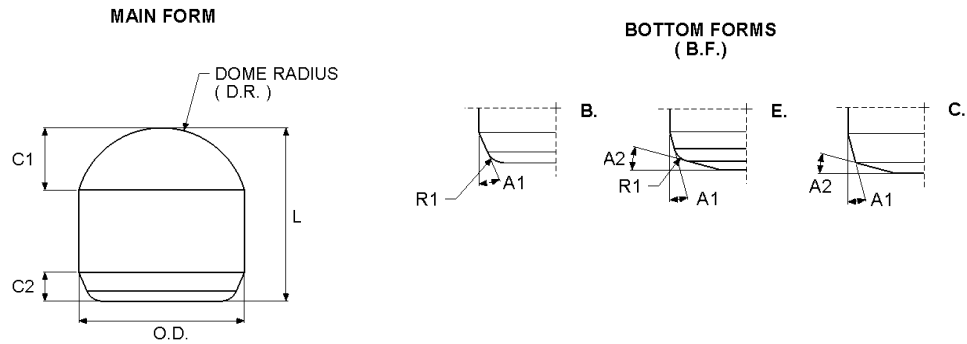 MAIN FORM
DOME RADIUS
( D.R. )
C1
L
C2
O.D.
BOTTOM FORMS
( B.F. )
B.
R1
A1
E.
A2
R1
A1
C.
A2
A1